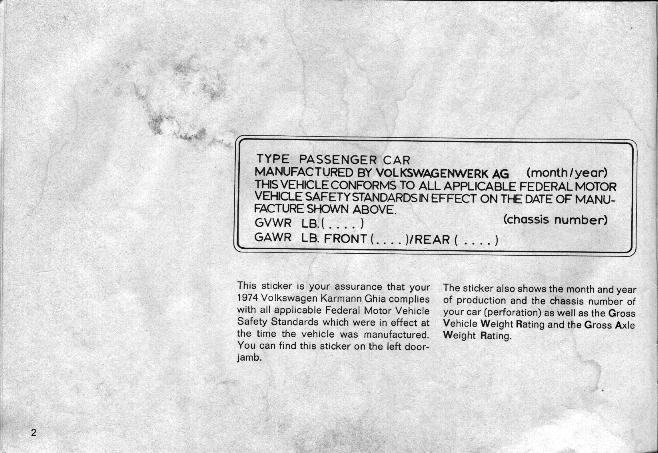 TYPE PASSENGER CAR
MANUFACTURED BY VOLKSWAGENWERK AG (month/year)
THIS VEHICLE CONFORMS TO ALL APPLICABLE FEDERAL MOTOR
VEHICLE SAFETY STANDARDS IN EFFECT ON THE DATE OF MANU-
FACTURE SHOWN ABOVE.
GVWR LB.(....) (chassis number)
GAWR LB. FRONT (....)/REAR (....)
This sticker is your assurance that your
1974 Volkswagen Karmann Ghia complies
with all applicable Federal Motor Vehicle
Safety Standards which were in effect at
the time the vehicle was manufactured.
You can find this sticker on the left door-
jamb.
The sticker also shows the month and year
of production and the chassis number of
your car (perforation) as well as the Gross
Vehicle Weight Rating and the Gross Axle
Weight Rating.
2